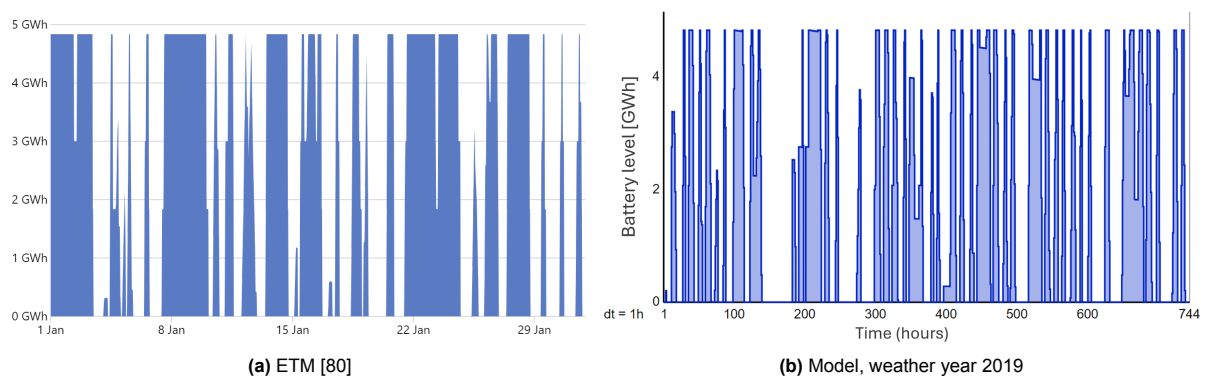 5 GWh
4 GWh
3 GWh
2 GWh
1 GWh
0 GWh
1 Jan
8 Jan
15 Jan
22 Jan
29 Jan
(a) ETM [80]
Battery level [GWh]
4
2
0
dt = 1h
1
100
200
300
400
500
600
744
Time (hours)
(b) Model, weather year 2019